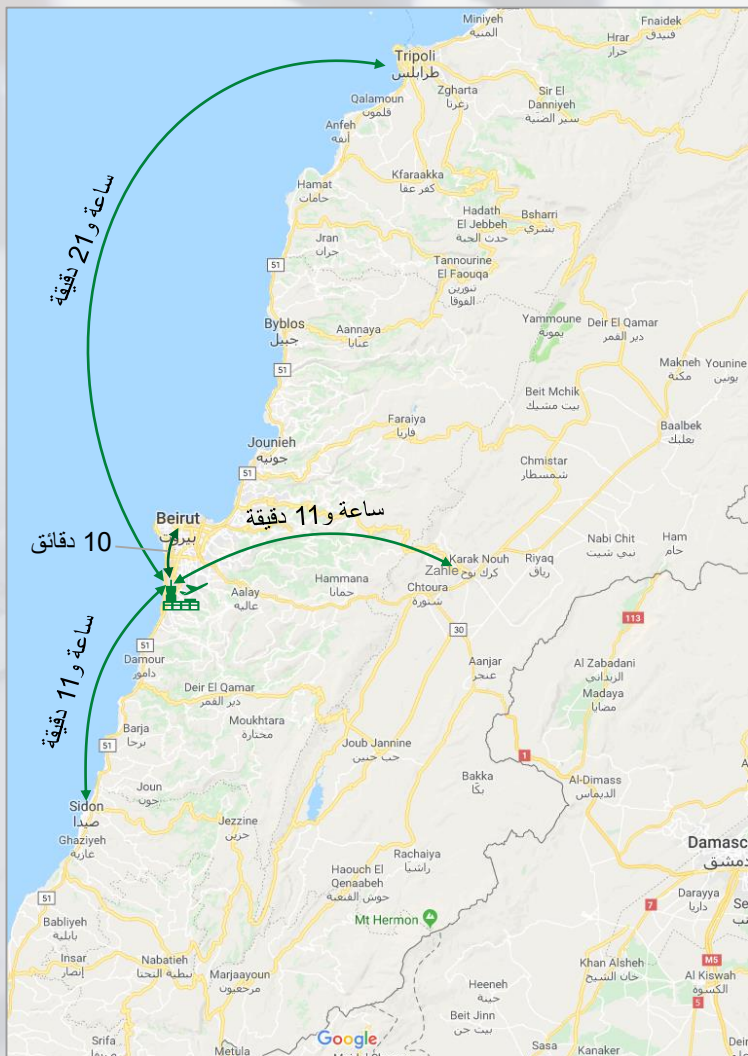 Miniyeh
المنية
Fnaidek
فنيدق
Hrar
حرار
Tripoli
طرابلس
Zgharta
زغرتا
Sir El
Danniyeh
سير الضنية
Qalamoun
قلمون
Anfeh
أنفه
Kfaraakka
كفر عقا
Hamat
حامات
Hadath
El Jebbeh
حدث الجبة
Bsharri
بشري
Jran
جران
51
Tannourine
El Faouqa
تنورين
الفوقا
ساعة و21 دقيقة
Byblos
جبيل
Aannaya
عنايا
Yammoune
يمونة
Deir El Qamar
دير القمر
51
Makneh
مكنة
Younine
يونين
Beit Mchik
بيت مشيك
Faraiya
فاريا
Baalbek
بعلبك
Jounieh
جونيه
51
Chmistar
شمسطار
Beirut
بيروت
ساعة و11 دقيقة
10 دقائق
Nabi Chit
نبي شيت
Ham
حام
Zahle
Karak Nouh
كرك نوح
Riyaq
رياق
Hammana
حمانا
Chtoura
شتورة
Aalay
عاليه
113
30
51
Damour
دامور
ساعة و11 دقيقة
Aanjar
عنجر
Al Zabadani
الزبداني
Madaya
مضايا
Deir El Qamar
دير القمر
Moukhtara
مختارة
Barja
برجا
51
Joub Jannine
جب جنين
1
Bakka
بكا
Al-Dimass
الديماس
Joun
جون
Sidon
صيدا
Jezzine
جزين
Ghaziyeh
غازية
Damasc
دمشق
Rachaiya
راشيا
Haouch El
Qenaabeh
حوش القنعبة
Darayya
داريا
7
51
Mt Hermon
Babliyeh
بابلية
Insar
إنصار
Nabatieh
نبطية التحتا
Marjaayoun
مرجعيون
Khan Alsheh
خان الشيح
M5
Al Kiswah
الكسوة
5
Heeneh
حينة
Beit Jinn
بيت جن
Srifa
Metula
Google
Sasa
Kanaker